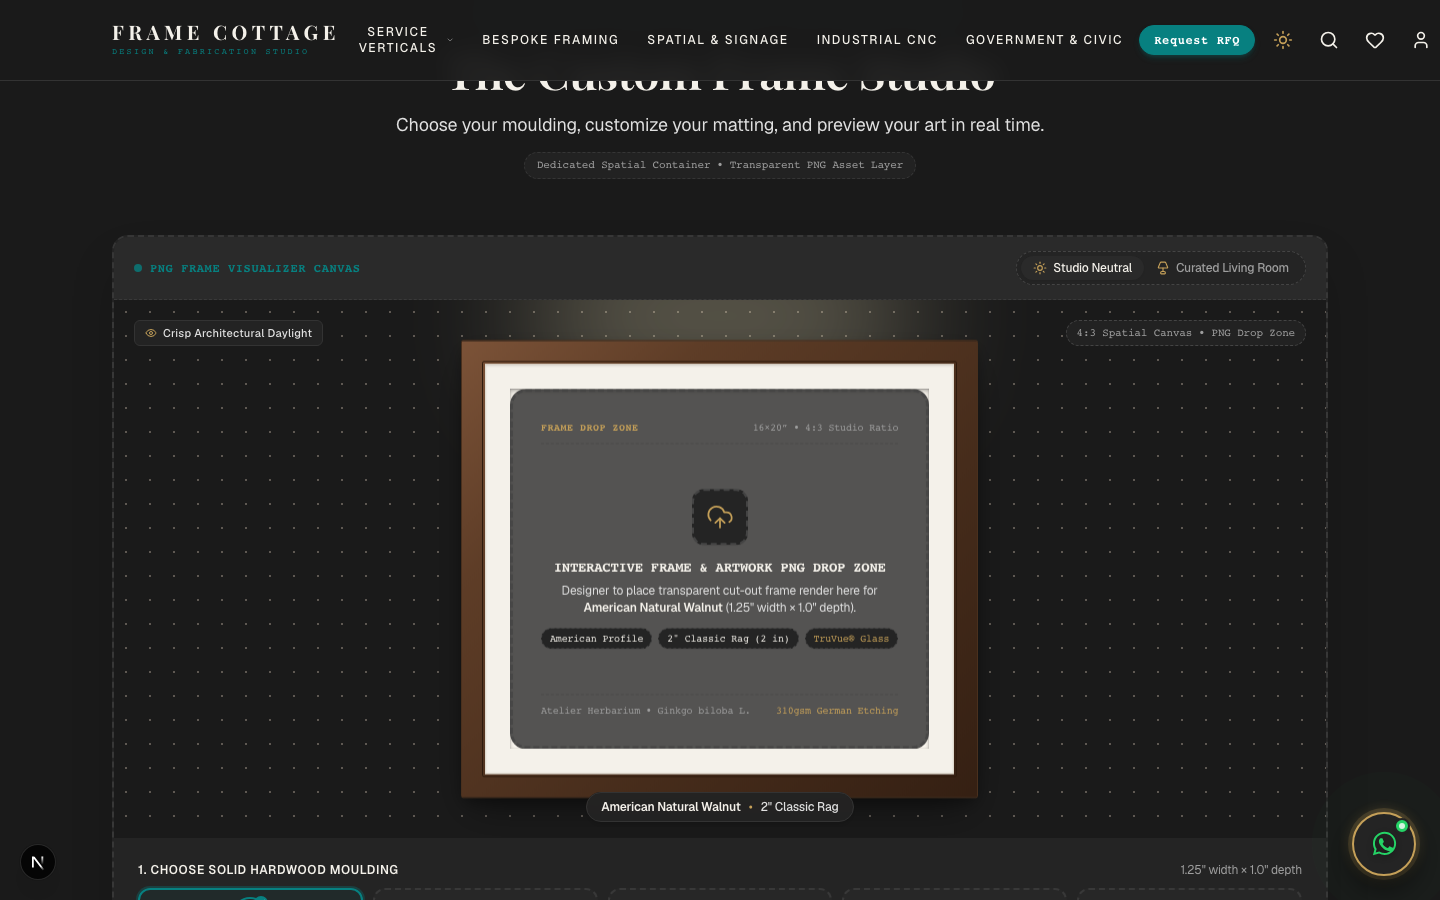 FRAME COTTAGE
DESIGN & FABRICATION STUDIO
SERVICE
VERTICALS
BESPOKE FRAMING
SPATIAL & SIGNAGE
INDUSTRIAL CNC
GOVERNMENT & CIVIC
Request RFQ
The Custom Frame Studio
Choose your moulding, customize your matting, and preview your art in real time.
Dedicated Spatial Container • Transparent PNG Asset Layer
PNG FRAME VISUALIZER CANVAS
Studio Neutral
Curated Living Room
Crisp Architectural Daylight
4:3 Spatial Canvas • PNG Drop Zone
FRAME DROP ZONE
16×20" • 4:3 Studio Ratio
INTERACTIVE FRAME & ARTWORK PNG DROP ZONE
Designer to place transparent cut-out frame render here for
American Natural Walnut (1.25" width × 1.0" depth).
American Profile
2" Classic Rag (2 in)
TruVue® Glass
Atelier Herbarium • Ginkgo biloba L.
310gsm German Etching
American Natural Walnut • 2" Classic Rag
1. CHOOSE SOLID HARDWOOD MOULDING
1.25" width × 1.0" depth
N